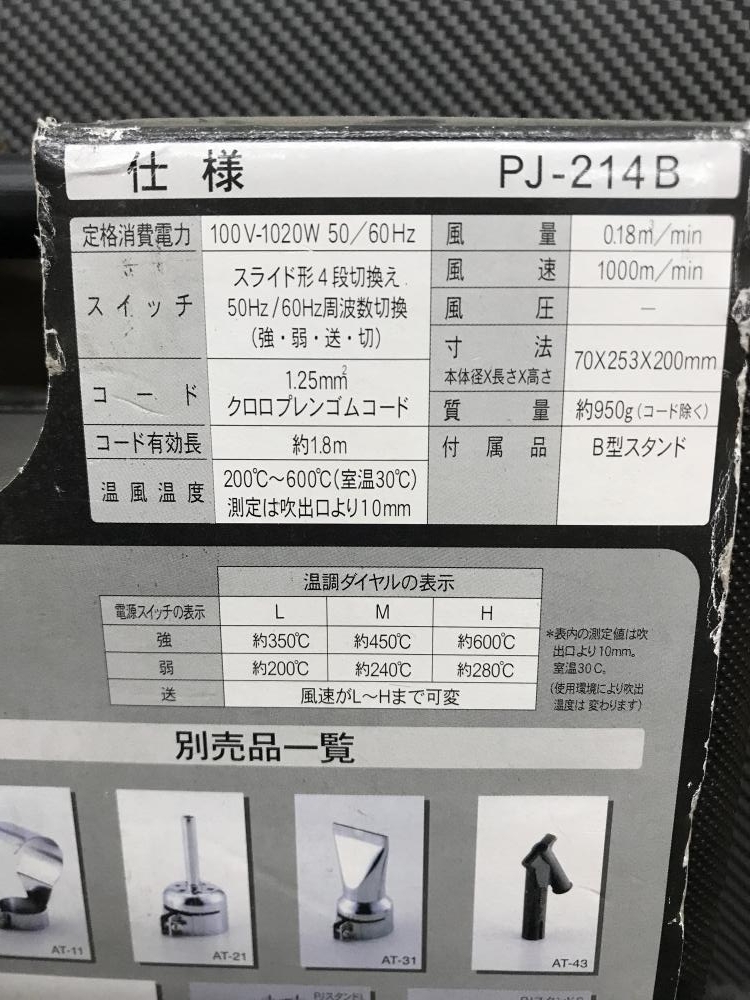 仕様 PJ-214B
定格消費電力 100V-1020W 50/60Hz
スイッチ スライド形4段切換え
50Hz/60Hz周波数切換
(強・弱・送・切)
コード 1.25mm²
クロロプレンゴムコード
コード有効長 約1.8m
温風温度 200℃〜600℃(室温30℃)
測定は吹出口より10mm
風量 0.18m³/min
風速 1000m/min
風圧 －
寸法 70X253X200mm
本体径X長さX高さ
質量 約950g(コード除く)
付属品 B型スタンド
温調ダイヤルの表示
電源スイッチの表示 L M H
強 約350℃ 約450℃ 約600℃
弱 約200℃ 約240℃ 約280℃
送 風速がL〜Hまで可変
*表内の測定値は吹
出口より10mm。
室温30℃。
(使用環境により吹出
温度は変わります)
別売品一覧
AT-11 AT-21 AT-31 AT-43
PJスタンドL